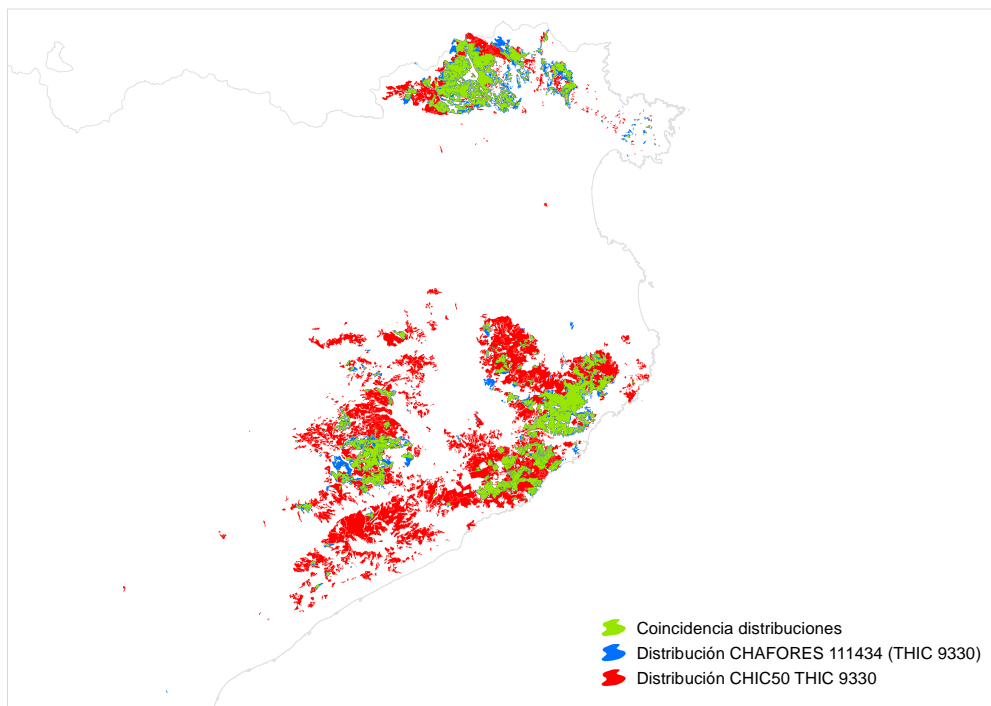 Coincidencia distribuciones
Distribución CHAFORES 111434 (THIC 9330)
Distribución CHIC50 THIC 9330